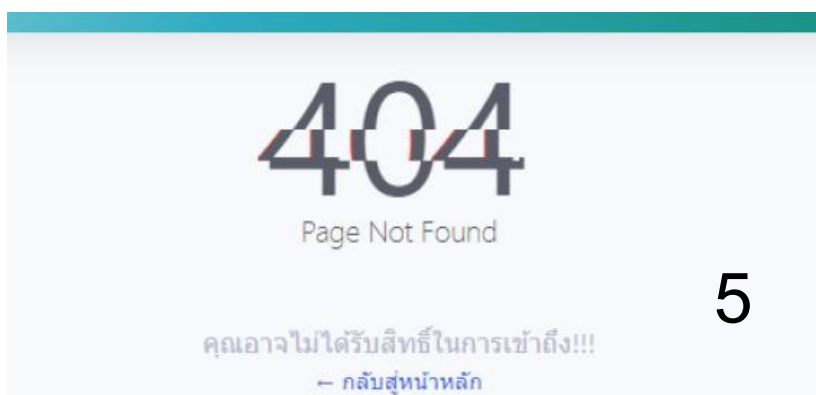 404
Page Not Found
5
คุณอาจไม่ได้รับสิทธิ์ในการเข้าถึง!!!
← กลับสู่หน้าหลัก